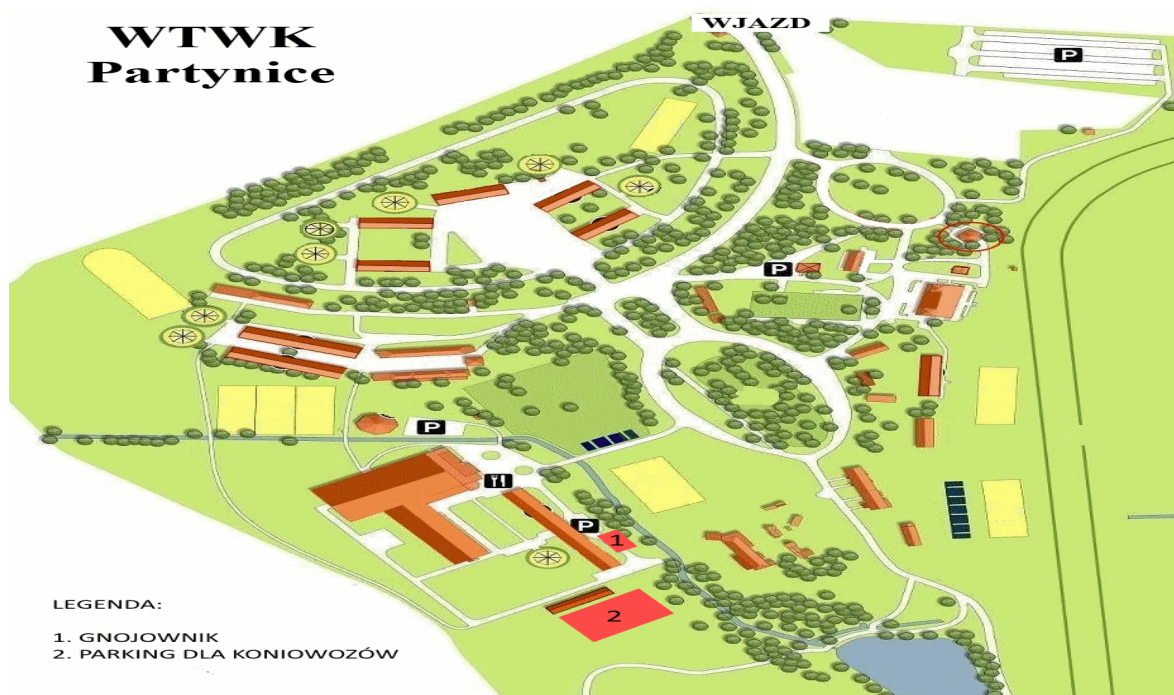 WTWK
Partynice
WJAZD
P
P
P
P
1
2
LEGENDA:
1. GNOJOWNIK
2. PARKING DLA KONIOWOZÓW